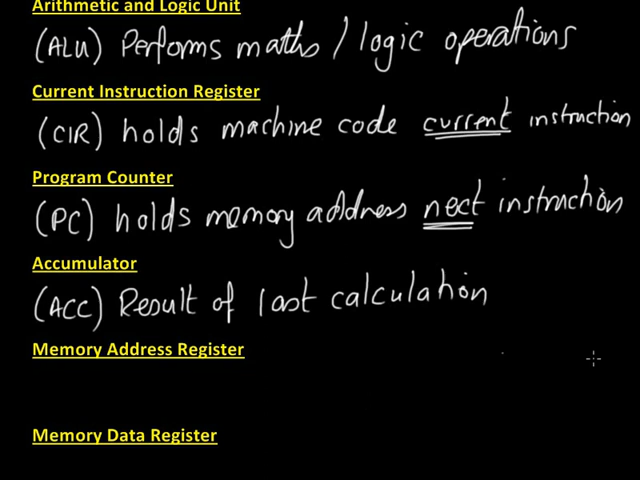 Arithmetic and Logic Unit
(ALU) Performs maths / logic operations
Current Instruction Register
(CIR) holds machine code current instruction
Program Counter
(PC) holds memory address next instruction
Accumulator
(ACC) Result of last calculation
Memory Address Register
Memory Data Register